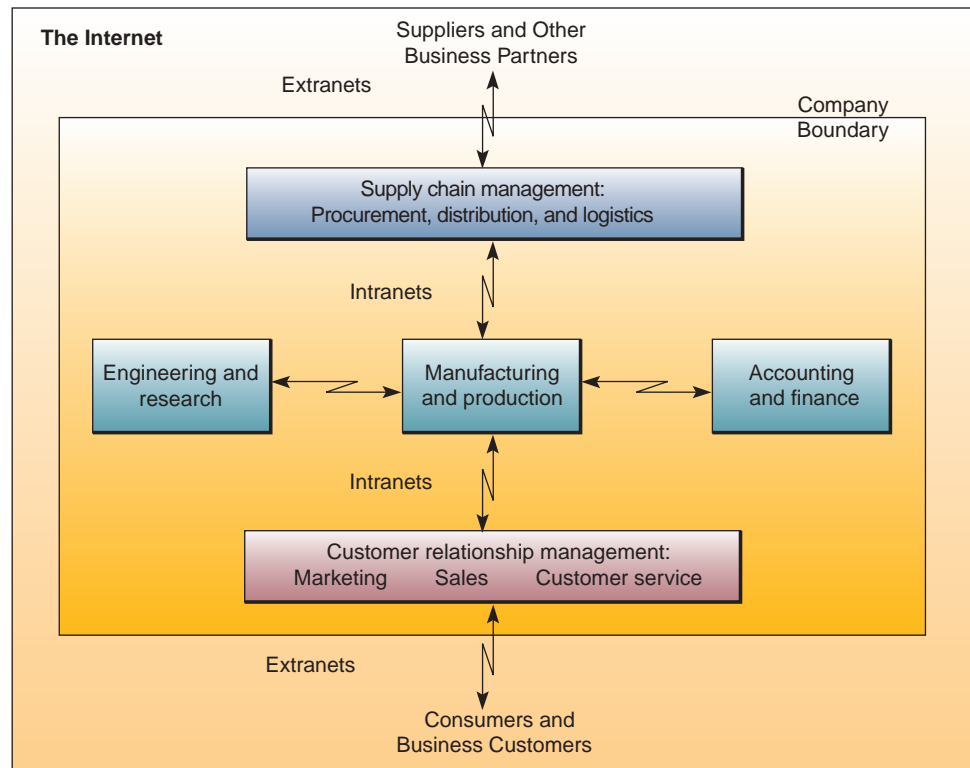 The Internet
Suppliers and Other
Business Partners
Extranets
Company
Boundary
Supply chain management:
Procurement, distribution, and logistics
Intranets
Engineering and
research
Manufacturing
and production
Accounting
and finance
Intranets
Customer relationship management:
Marketing Sales Customer service
Extranets
Consumers and
Business Customers